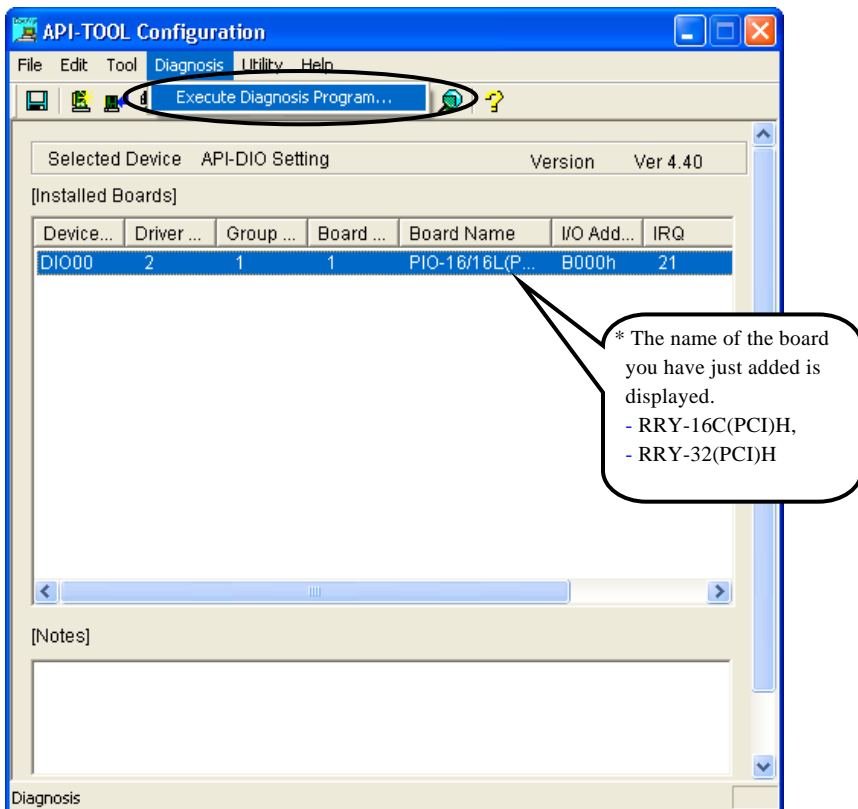 API-TOOL Configuration
File Edit Tool Diagnosis Utility Help
Execute Diagnosis Program...
Selected Device API-DIO Setting Version Ver 4.40
[Installed Boards]
Device... Driver ... Group ... Board ... Board Name I/O Add... IRQ
DIO00 2 1 1 PIO-16/16L(P... B000h 21
* The name of the board
you have just added is
displayed.
- RRY-16C(PCI)H,
- RRY-32(PCI)H
[Notes]
Diagnosis